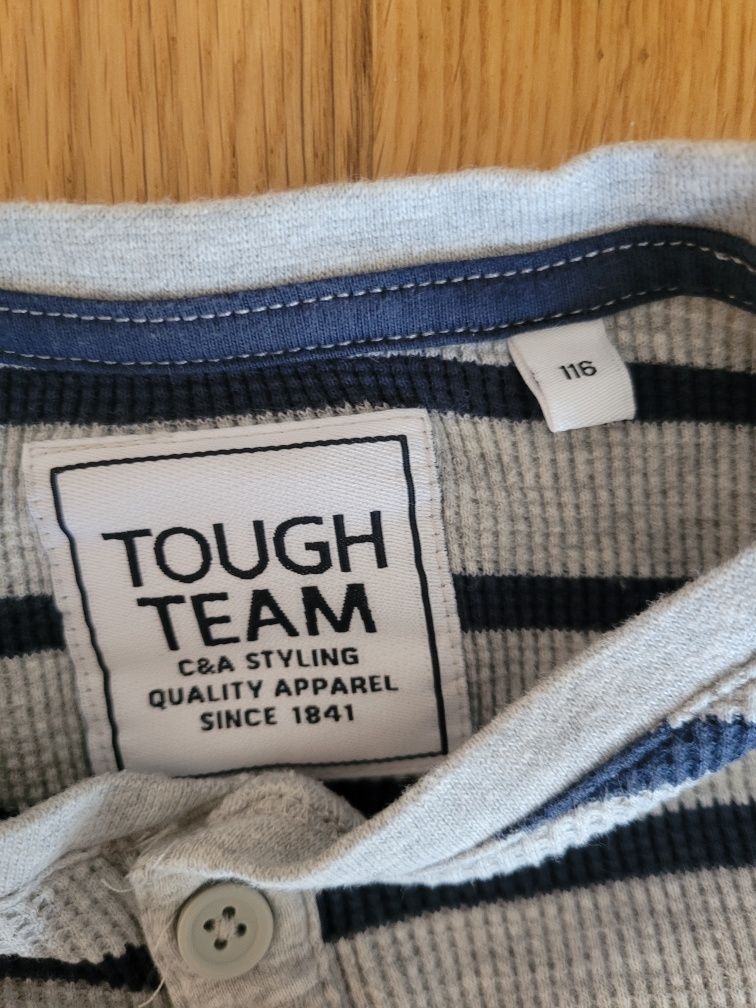 116
TOUGH
TEAM
C&A STYLING
QUALITY APPAREL
SINCE 1841